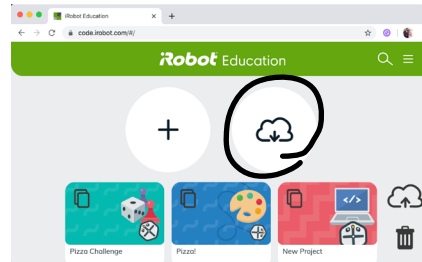 iRobot Education
code.irobot.com/#/
iRobot Education
Pizza Challenge
Pizza!
New Project